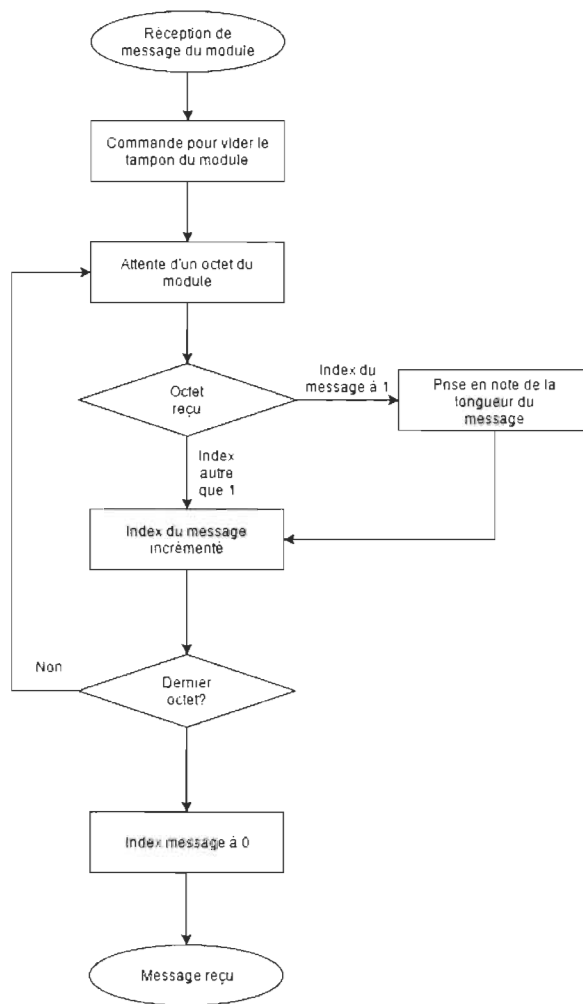 Réception de
message du module
Commande pour vider le
tampon du module
Attente d'un octet du
module
Octet
reçu
Index du
message à 1
Prise en note de la
longueur du
message
Index
autre
que 1
Index du message
incrémenté
Non
Dernier
octet?
Index message à 0
Message reçu